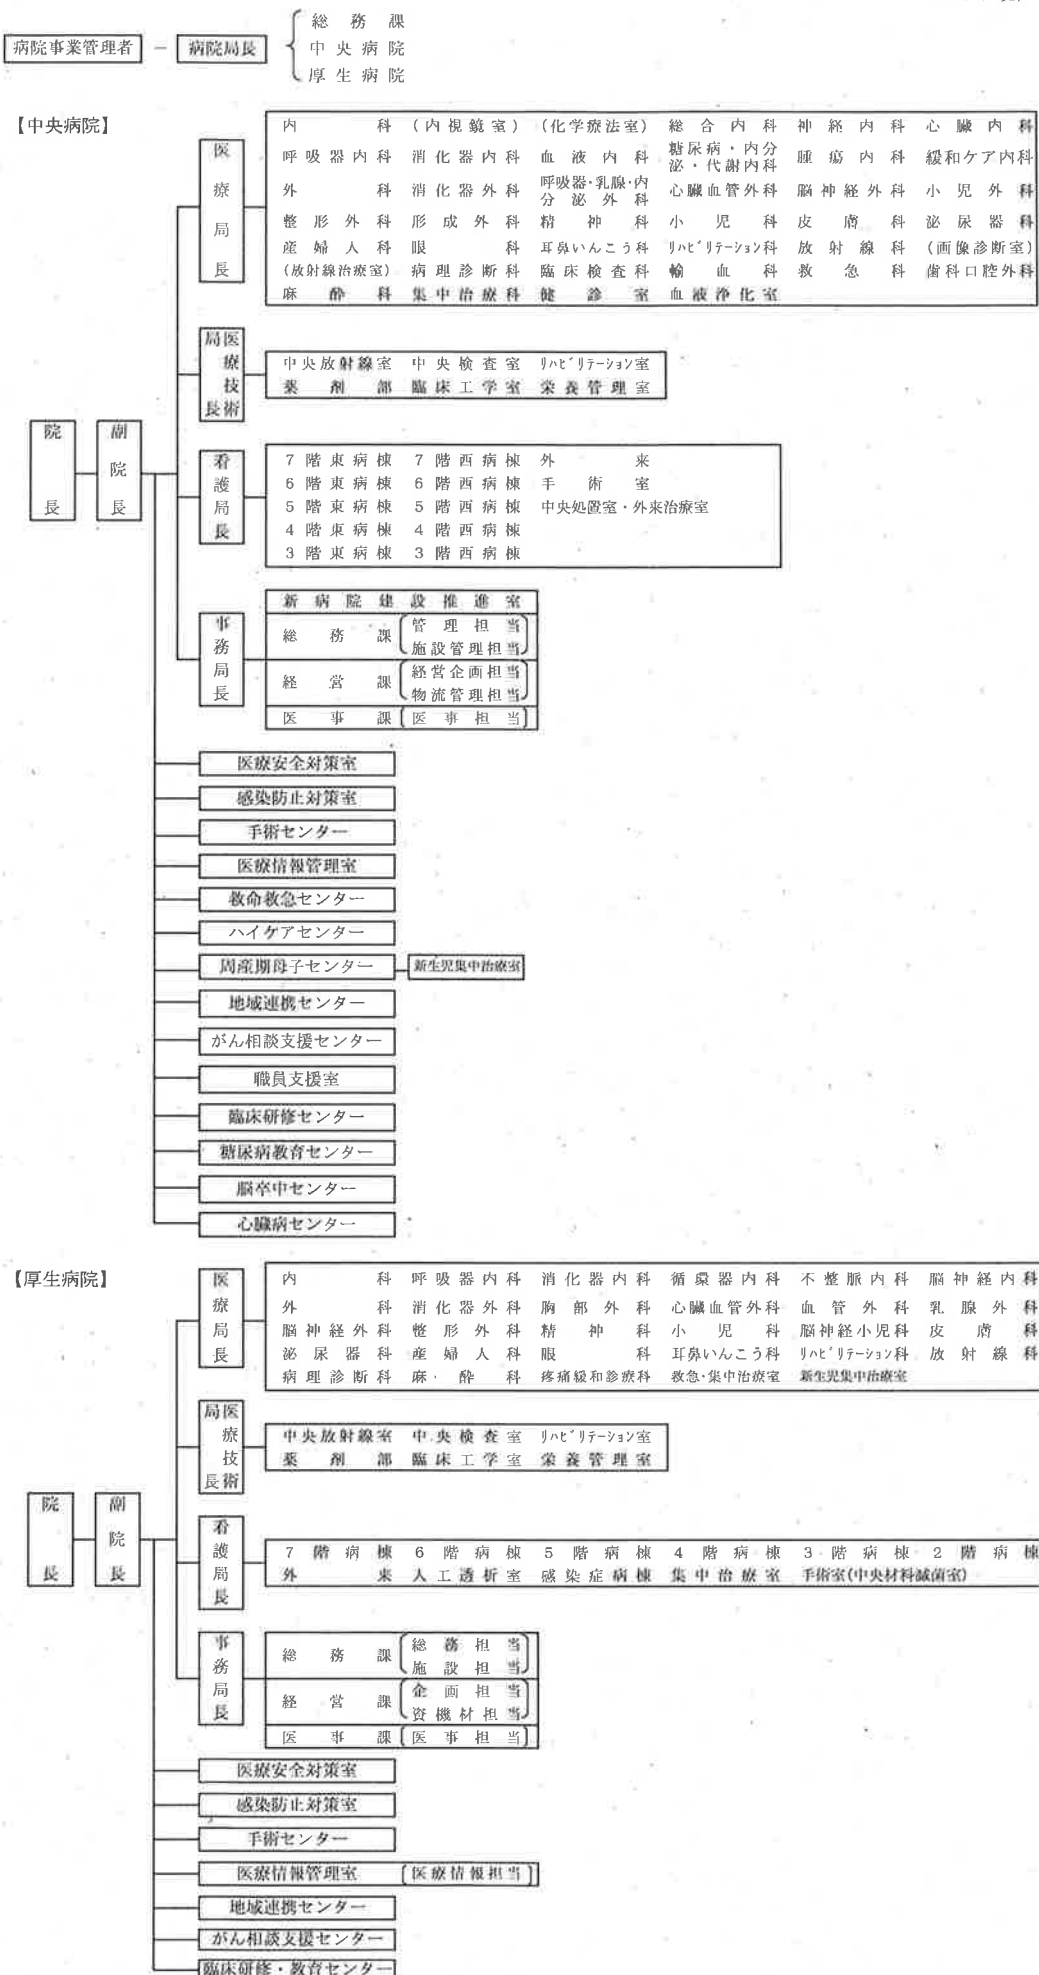 病院事業管理者 － 病院局長
総務課
中央病院
厚生病院
【中央病院】
院長
副院長
医療局長
内科 (内視鏡室) (化学療法室) 総合内科 神経内科 心臓内科
呼吸器内科 消化器内科 血液内科 糖尿病・内分泌・代謝内科 腫瘍内科 緩和ケア内科
外科 消化器外科 呼吸器・乳腺・内分泌外科 心臓血管外科 脳神経外科 小児外科
整形外科 形成外科 精神科 小児科 皮膚科 泌尿器科
産婦人科 眼科 耳鼻いんこう科 リハビリテーション科 放射線科 (画像診断室)
(放射線治療室) 病理診断科 臨床検査科 輸血科 救急科 歯科口腔外科
麻酔科 集中治療科 健診室 血液浄化室
医療技術局長
中央放射線室 中央検査室 リハビリテーション室
薬剤部 臨床工学室 栄養管理室
看護局長
7階東病棟 7階西病棟 外来
6階東病棟 6階西病棟 手術室
5階東病棟 5階西病棟 中央処置室・外来治療室
4階東病棟 4階西病棟
3階東病棟 3階西病棟
事務局長
新病院建設推進室
総務課 管理担当
施設管理担当
経営課 経営企画担当
物流管理担当
医事課 医事担当
医療安全対策室
感染防止対策室
手術センター
医療情報管理室
救命救急センター
ハイケアセンター
周産期母子センター 新生児集中治療室
地域連携センター
がん相談支援センター
職員支援室
臨床研修センター
糖尿病教育センター
脳卒中センター
心臓病センター
【厚生病院】
院長
副院長
医療局長
内科 呼吸器内科 消化器内科 循環器内科 不整脈内科 脳神経内科
外科 消化器外科 胸部外科 心臓血管外科 血管外科 乳腺外科
脳神経外科 整形外科 精神科 小児科 脳神経小児科 皮膚科
泌尿器科 産婦人科 眼科 耳鼻いんこう科 リハビリテーション科 放射線科
病理診断科 麻酔科 疼痛緩和診療科 救急・集中治療室 新生児集中治療室
医療技術局長
中央放射線室 中央検査室 リハビリテーション室
薬剤部 臨床工学室 栄養管理室
看護局長
7階病棟 6階病棟 5階病棟 4階病棟 3階病棟 2階病棟
外来 人工透析室 感染症病棟 集中治療室 手術室(中央材料滅菌室)
事務局長
総務課 総務担当
施設担当
経営課 企画担当
資機材担当
医事課 医事担当
医療安全対策室
感染防止対策室
手術センター
医療情報管理室 医療情報担当
地域連携センター
がん相談支援センター
臨床研修・教育センター